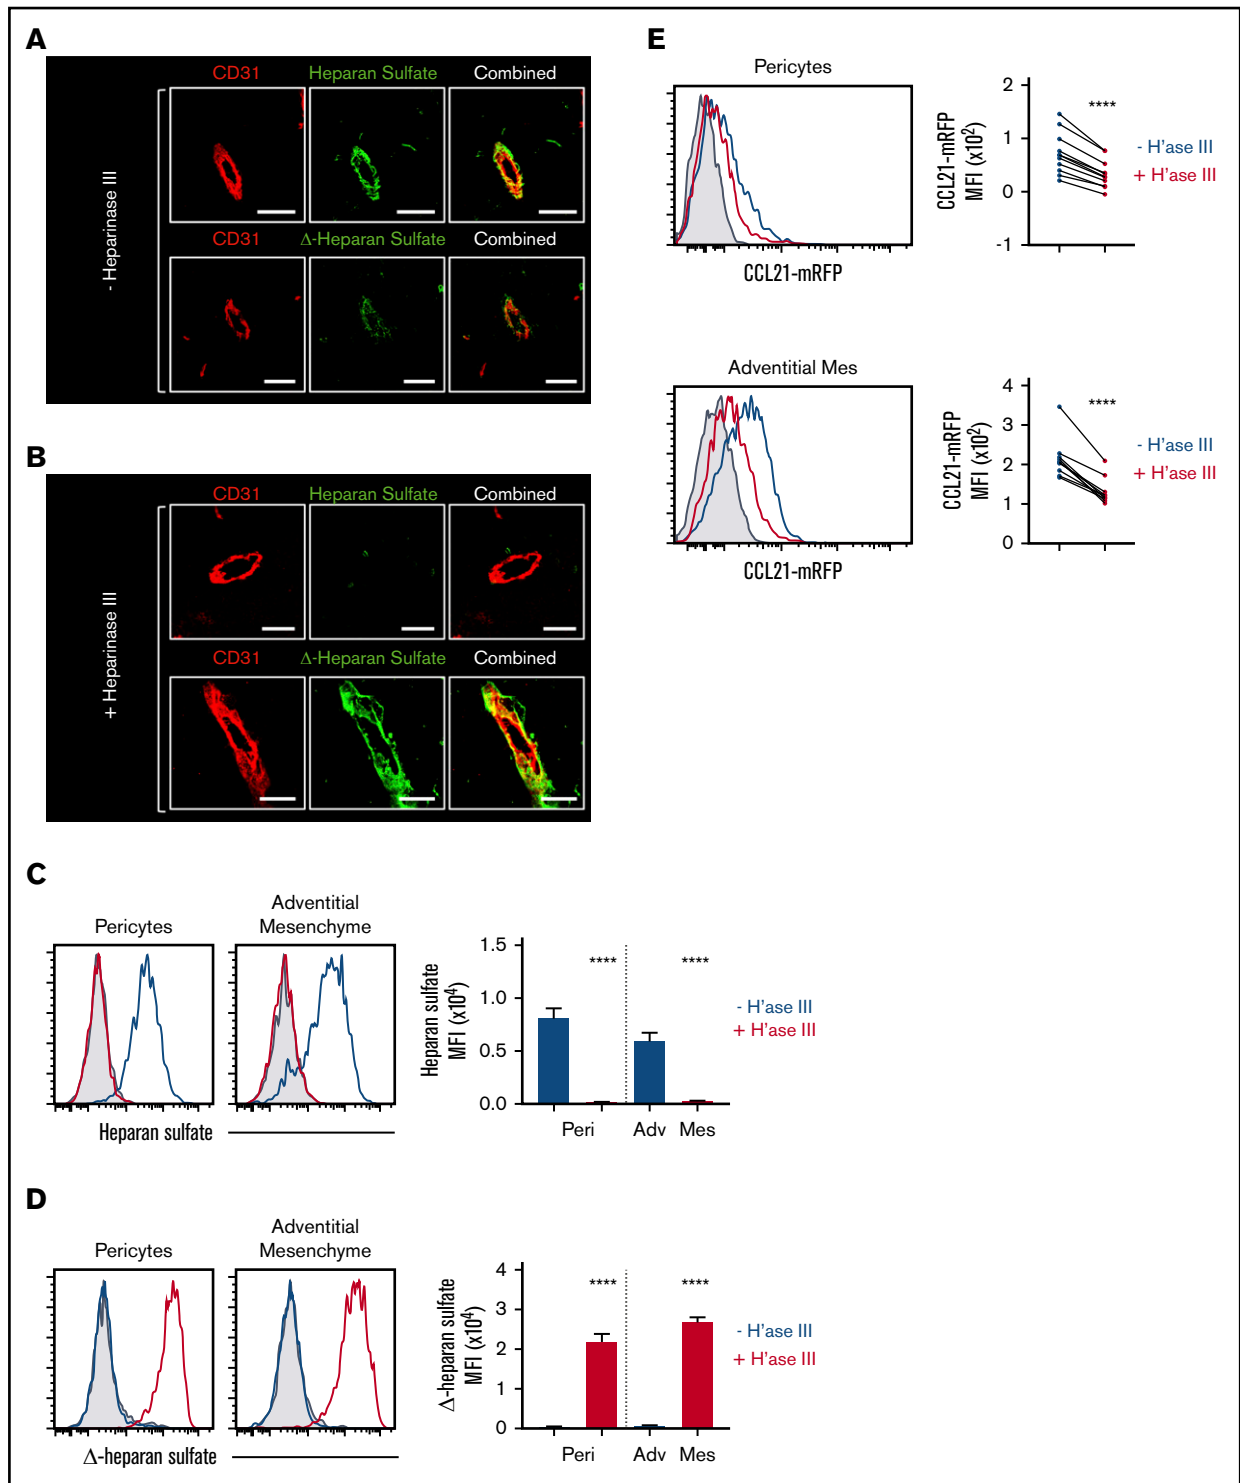 A
CD31 Heparan Sulfate Combined
- Heparinase III
CD31 Δ-Heparan Sulfate Combined
B
CD31 Heparan Sulfate Combined
+ Heparinase III
CD31 Δ-Heparan Sulfate Combined
C
Pericytes
Adventitial
Mesenchyme
Heparan sulfate
Heparan sulfate
MFI (x10⁴)
1.5
1.0
0.5
0.0
**** ****
Peri Adv Mes
- H'ase III
+ H'ase III
D
Pericytes
Adventitial
Mesenchyme
Δ-heparan sulfate
Δ-heparan sulfate
MFI (x10⁴)
4
3
2
1
0
**** ****
Peri Adv Mes
- H'ase III
+ H'ase III
E
Pericytes
CCL21-mRFP
CCL21-mRFP
MFI (x10²)
2
1
0
-1
****
- H'ase III
+ H'ase III
Adventitial Mes
CCL21-mRFP
CCL21-mRFP
MFI (x10²)
4
3
2
1
0
****
- H'ase III
+ H'ase III